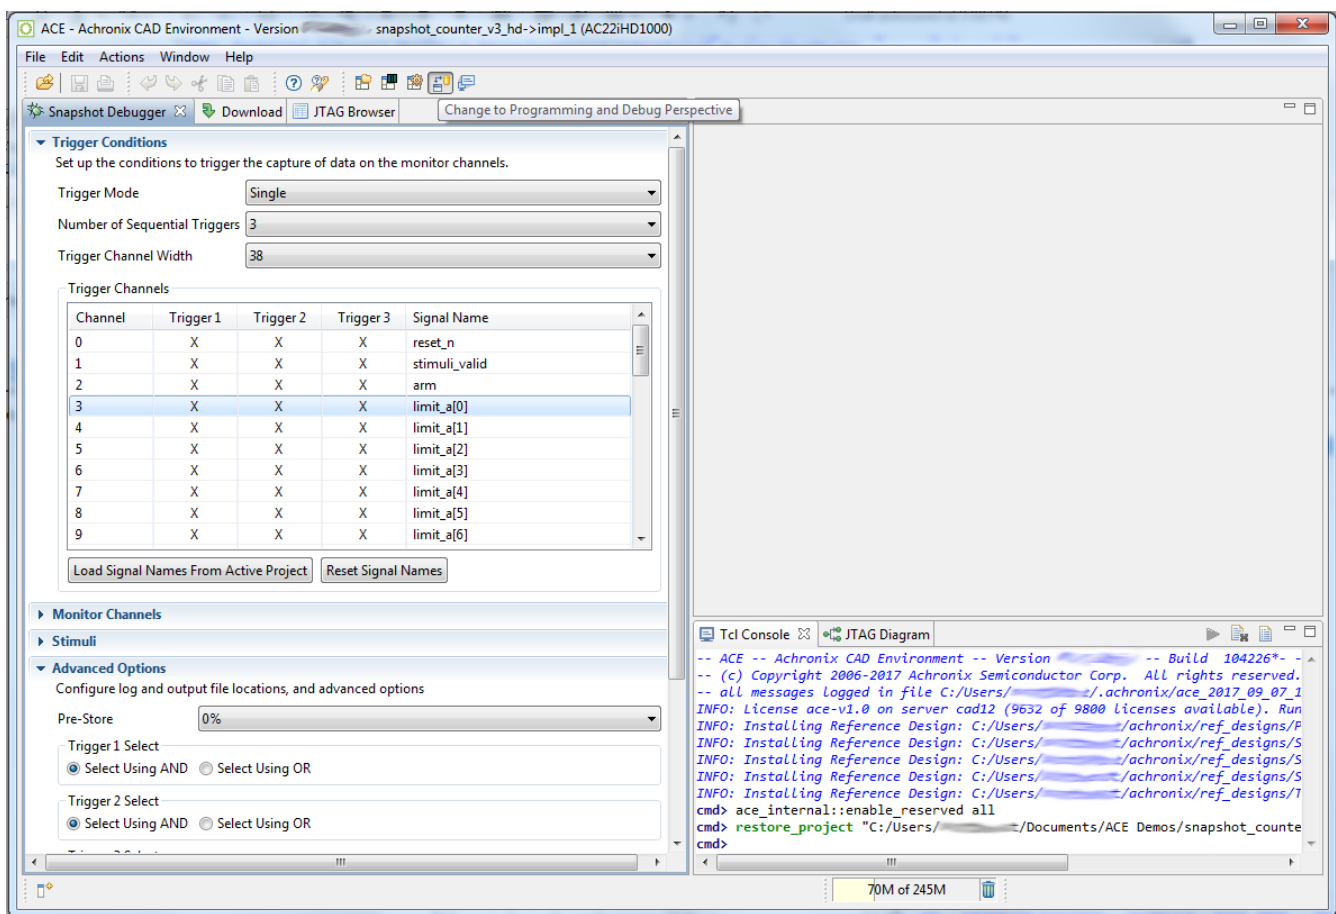 ACE - Achronix CAD Environment - Version snapshot_counter_v3_hd->impl_1 (AC22iHD1000)
File Edit Actions Window Help
Snapshot Debugger Download JTAG Browser
Change to Programming and Debug Perspective
Trigger Conditions
Set up the conditions to trigger the capture of data on the monitor channels.
Trigger Mode Single
Number of Sequential Triggers 3
Trigger Channel Width 38
Trigger Channels
Channel Trigger 1 Trigger 2 Trigger 3 Signal Name
0 X X X reset_n
1 X X X stimuli_valid
2 X X X arm
3 X X X limit_a[0]
4 X X X limit_a[1]
5 X X X limit_a[2]
6 X X X limit_a[3]
7 X X X limit_a[4]
8 X X X limit_a[5]
9 X X X limit_a[6]
Load Signal Names From Active Project Reset Signal Names
Monitor Channels
Stimuli
Advanced Options
Configure log and output file locations, and advanced options
Pre-Store 0%
Trigger 1 Select
Select Using AND Select Using OR
Trigger 2 Select
Select Using AND Select Using OR
Tcl Console JTAG Diagram
-- ACE -- Achronix CAD Environment -- Version -- Build 104226*- -
-- (c) Copyright 2006-2017 Achronix Semiconductor Corp. All rights reserved.
-- all messages logged in file C:/Users/ /.achronix/ace_2017_09_07_1
INFO: License ace-v1.0 on server cad12 (9632 of 9800 licenses available). Run
INFO: Installing Reference Design: C:/Users/ /achronix/ref_designs/P
INFO: Installing Reference Design: C:/Users/ /achronix/ref_designs/S
INFO: Installing Reference Design: C:/Users/ /achronix/ref_designs/S
INFO: Installing Reference Design: C:/Users/ /achronix/ref_designs/S
INFO: Installing Reference Design: C:/Users/ /achronix/ref_designs/T
cmd> ace_internal::enable_reserved all
cmd> restore_project "C:/Users/ /Documents/ACE Demos/snapshot_counte
cmd>
70M of 245M